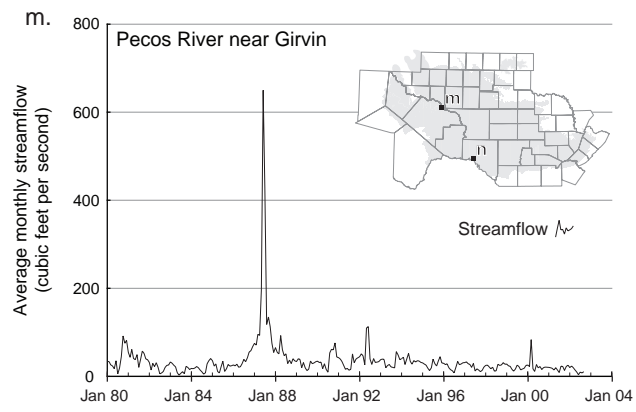 m.
800
Pecos River near Girvin
m
n
600
400
200
0
Average monthly streamflow
(cubic feet per second)
Streamflow
Jan 80 Jan 84 Jan 88 Jan 92 Jan 96 Jan 00 Jan 04